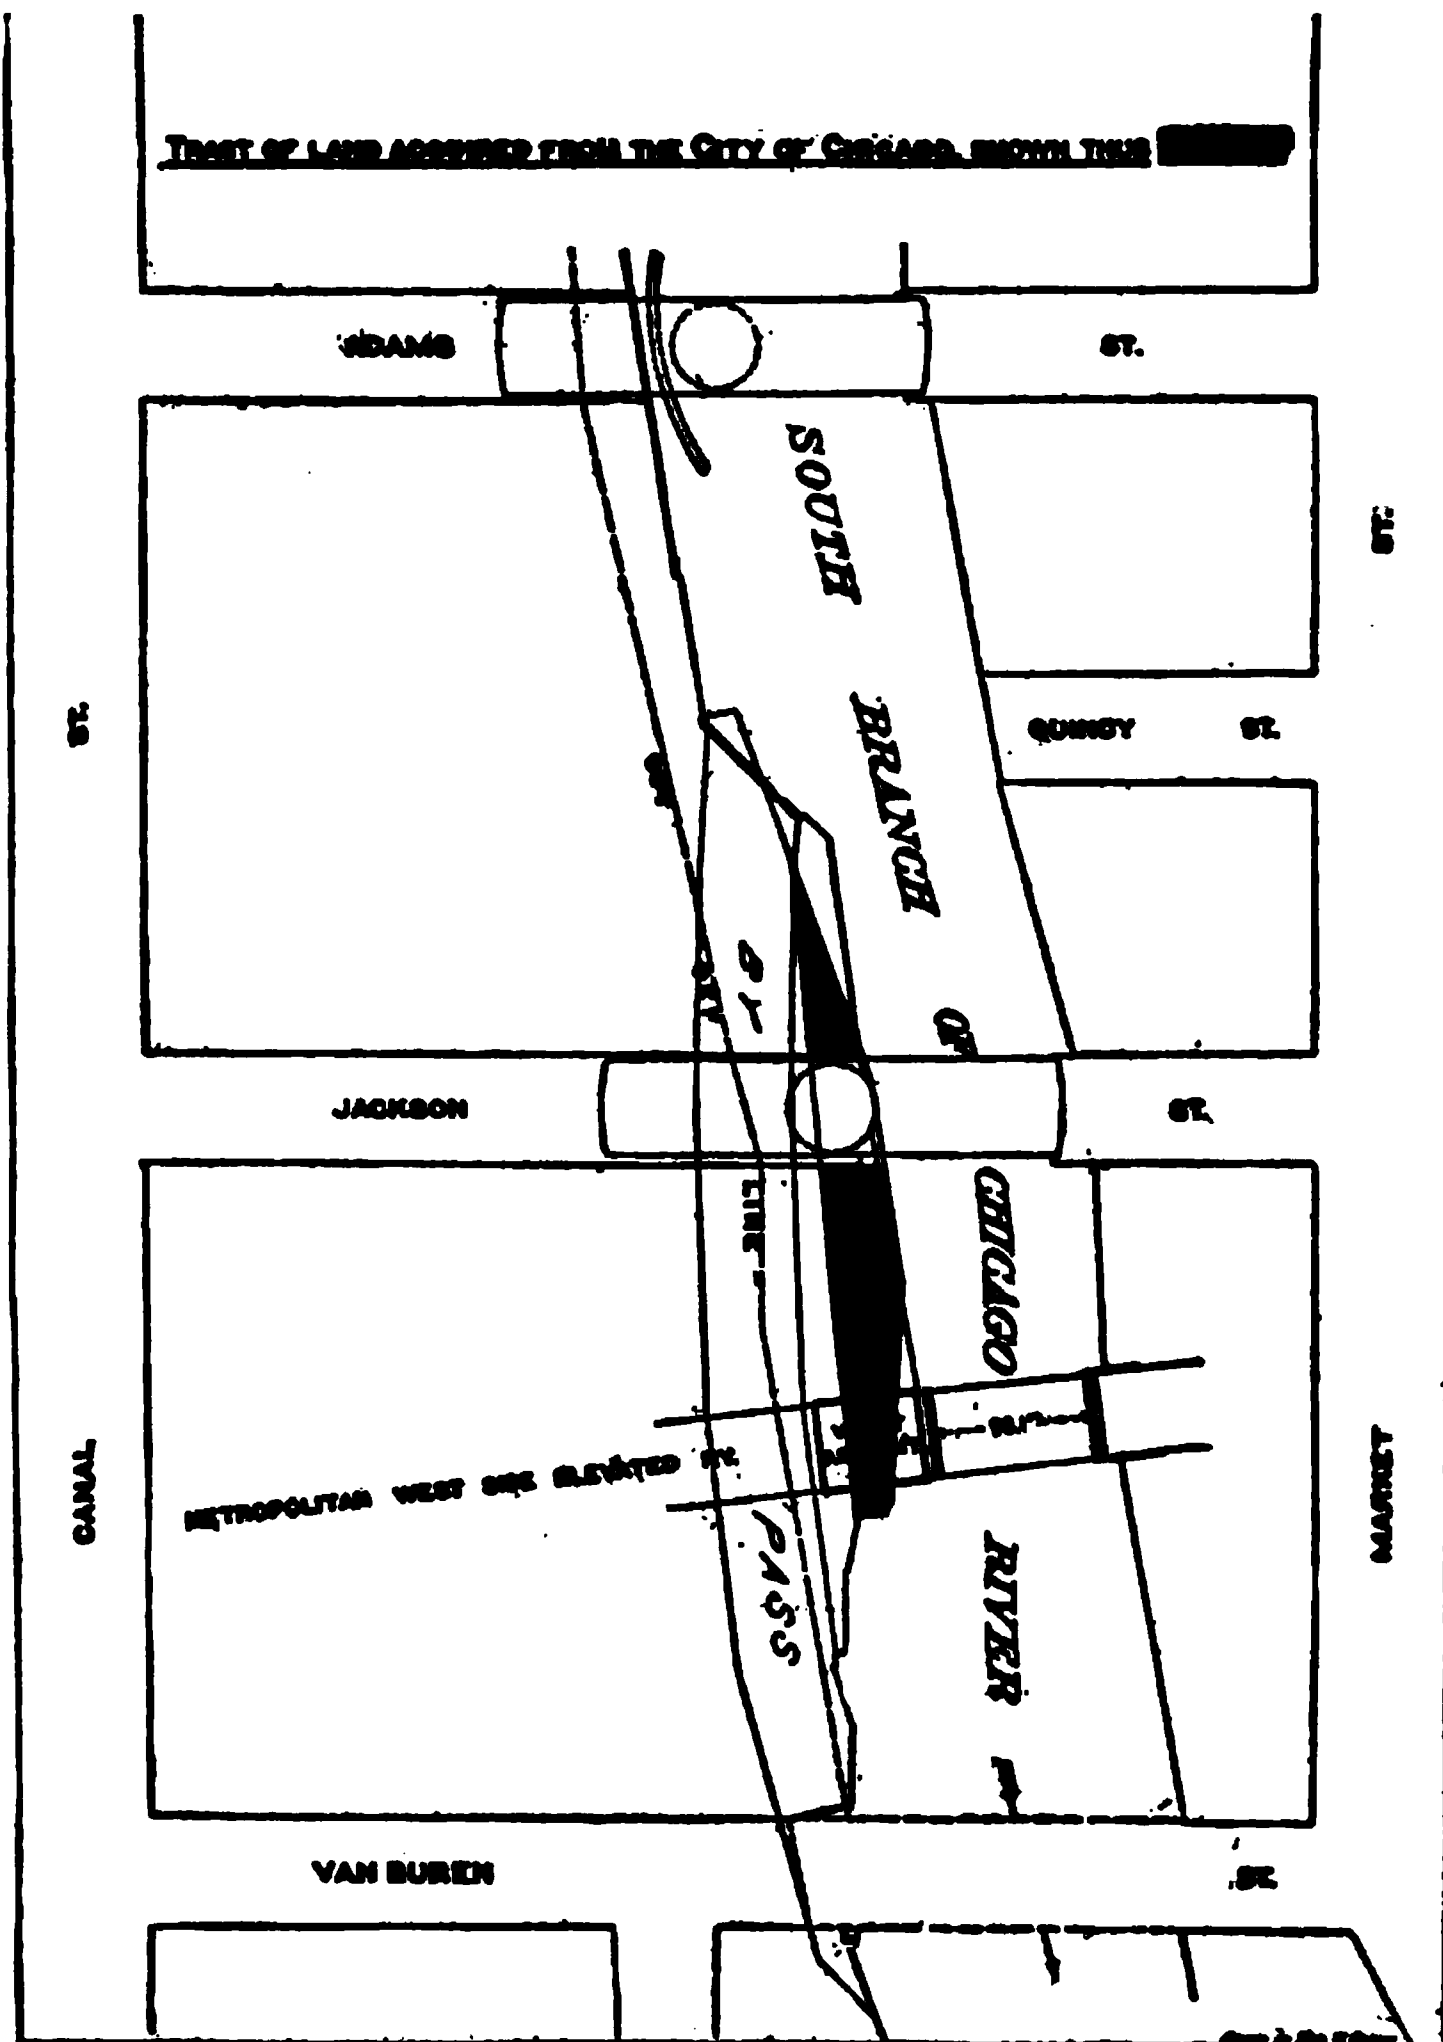 TRACT OF LAND ACQUIRED FROM THE CITY OF CHICAGO, SHOWN THUS
ADAMS ST.
SOUTH BRANCH OF CHICAGO RIVER
ST.
ST.
QUINCY ST.
BY PASS
JACKSON ST.
LINE
METROPOLITAN WEST SIDE ELEVATED RY.
CANAL
MARKET
VAN BUREN ST.